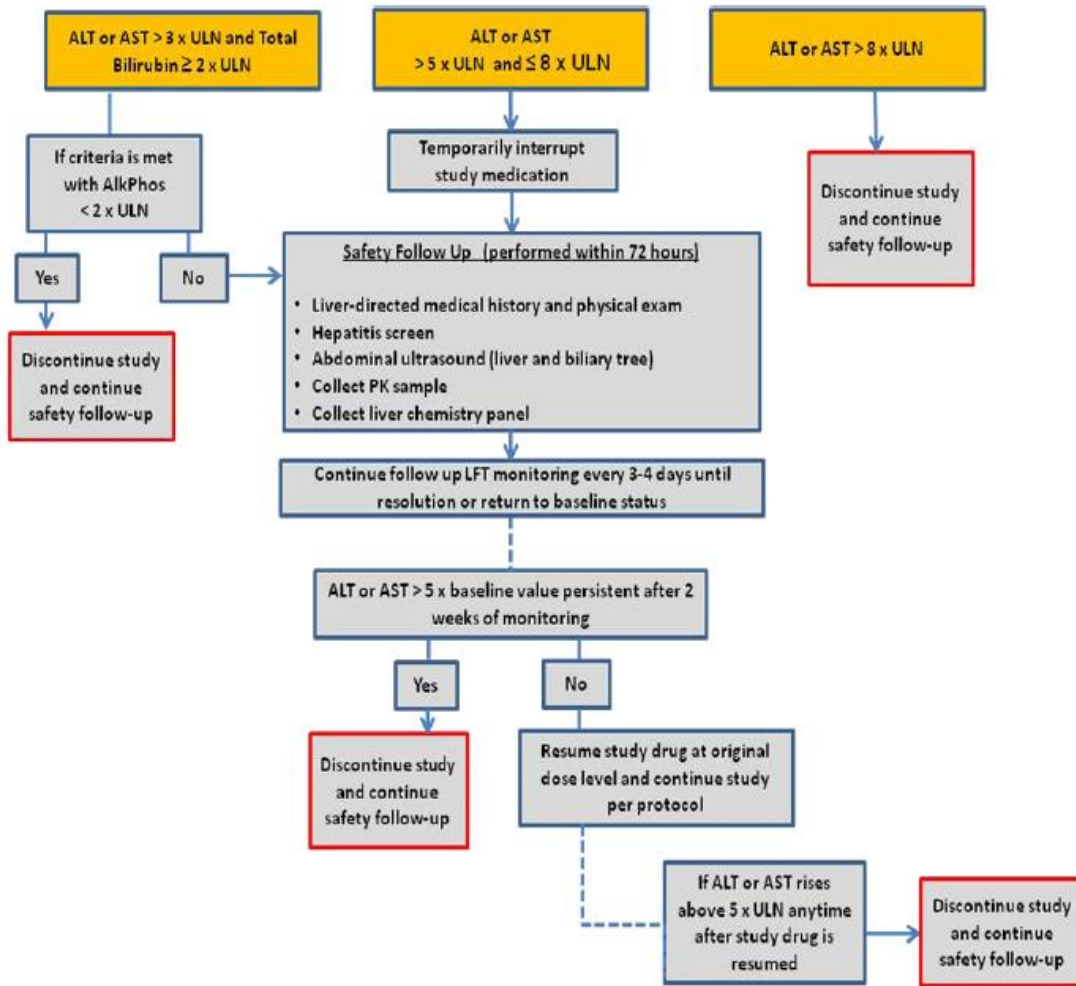 ALT or AST > 3 x ULN and Total
Bilirubin ≥ 2 x ULN
ALT or AST
> 5 x ULN and ≤ 8 x ULN
ALT or AST > 8 x ULN
If criteria is met
with AlkPhos
< 2 x ULN
Temporarily interrupt
study medication
Discontinue study
and continue
safety follow-up
Yes
No
Safety Follow Up (performed within 72 hours)
• Liver-directed medical history and physical exam
• Hepatitis screen
• Abdominal ultrasound (liver and biliary tree)
• Collect PK sample
• Collect liver chemistry panel
Discontinue study
and continue
safety follow-up
Continue follow up LFT monitoring every 3-4 days until
resolution or return to baseline status
ALT or AST > 5 x baseline value persistent after 2
weeks of monitoring
Yes
No
Discontinue study
and continue
safety follow-up
Resume study drug at original
dose level and continue study
per protocol
If ALT or AST rises
above 5 x ULN anytime
after study drug is
resumed
Discontinue study
and continue
safety follow-up